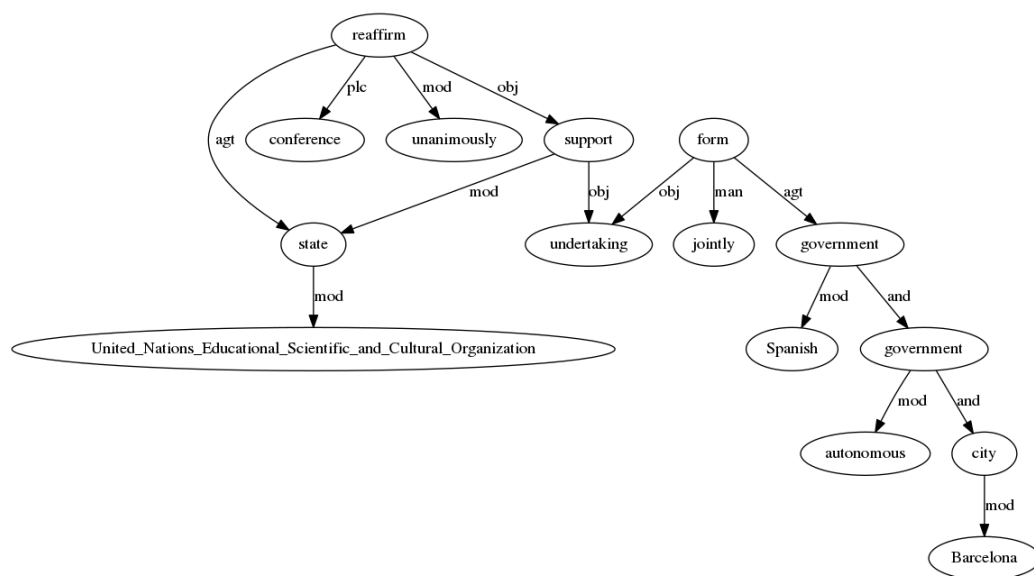 reaffirm
plc
mod
obj
agt
conference
unanimously
support
form
mod
obj
obj
man
agt
state
undertaking
jointly
government
mod
mod
and
United_Nations_Educational_Scientific_and_Cultural_Organization
Spanish
government
mod
and
autonomous
city
mod
Barcelona